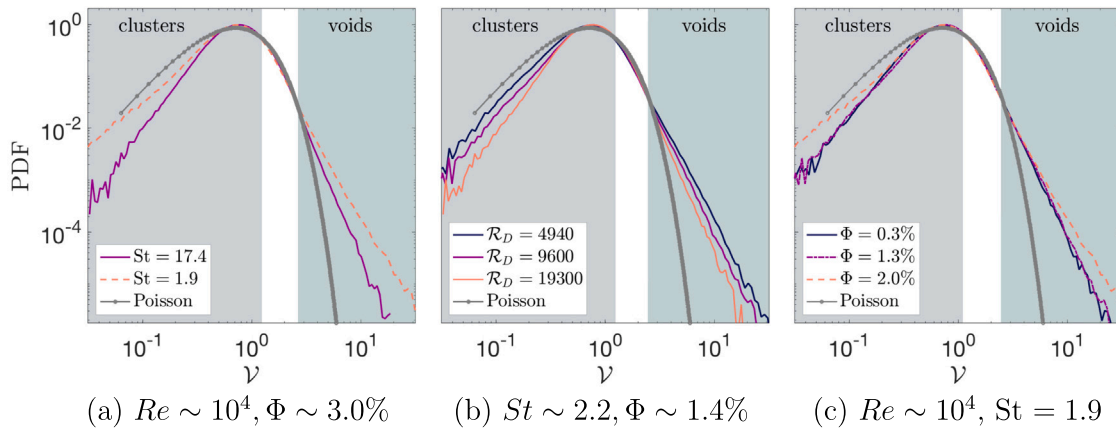 clusters voids
clusters voids
clusters voids
PDF
10^0
10^-2
10^-4
St = 17.4
St = 1.9
Poisson
10^-1 10^0 10^1
𝒱
ℛ_D = 4940
ℛ_D = 9600
ℛ_D = 19300
Poisson
10^-1 10^0 10^1
𝒱
Φ = 0.3%
Φ = 1.3%
Φ = 2.0%
Poisson
10^-1 10^0 10^1
𝒱
(a) Re ∼ 10^4, Φ ∼ 3.0%
(b) St ∼ 2.2, Φ ∼ 1.4%
(c) Re ∼ 10^4, St = 1.9